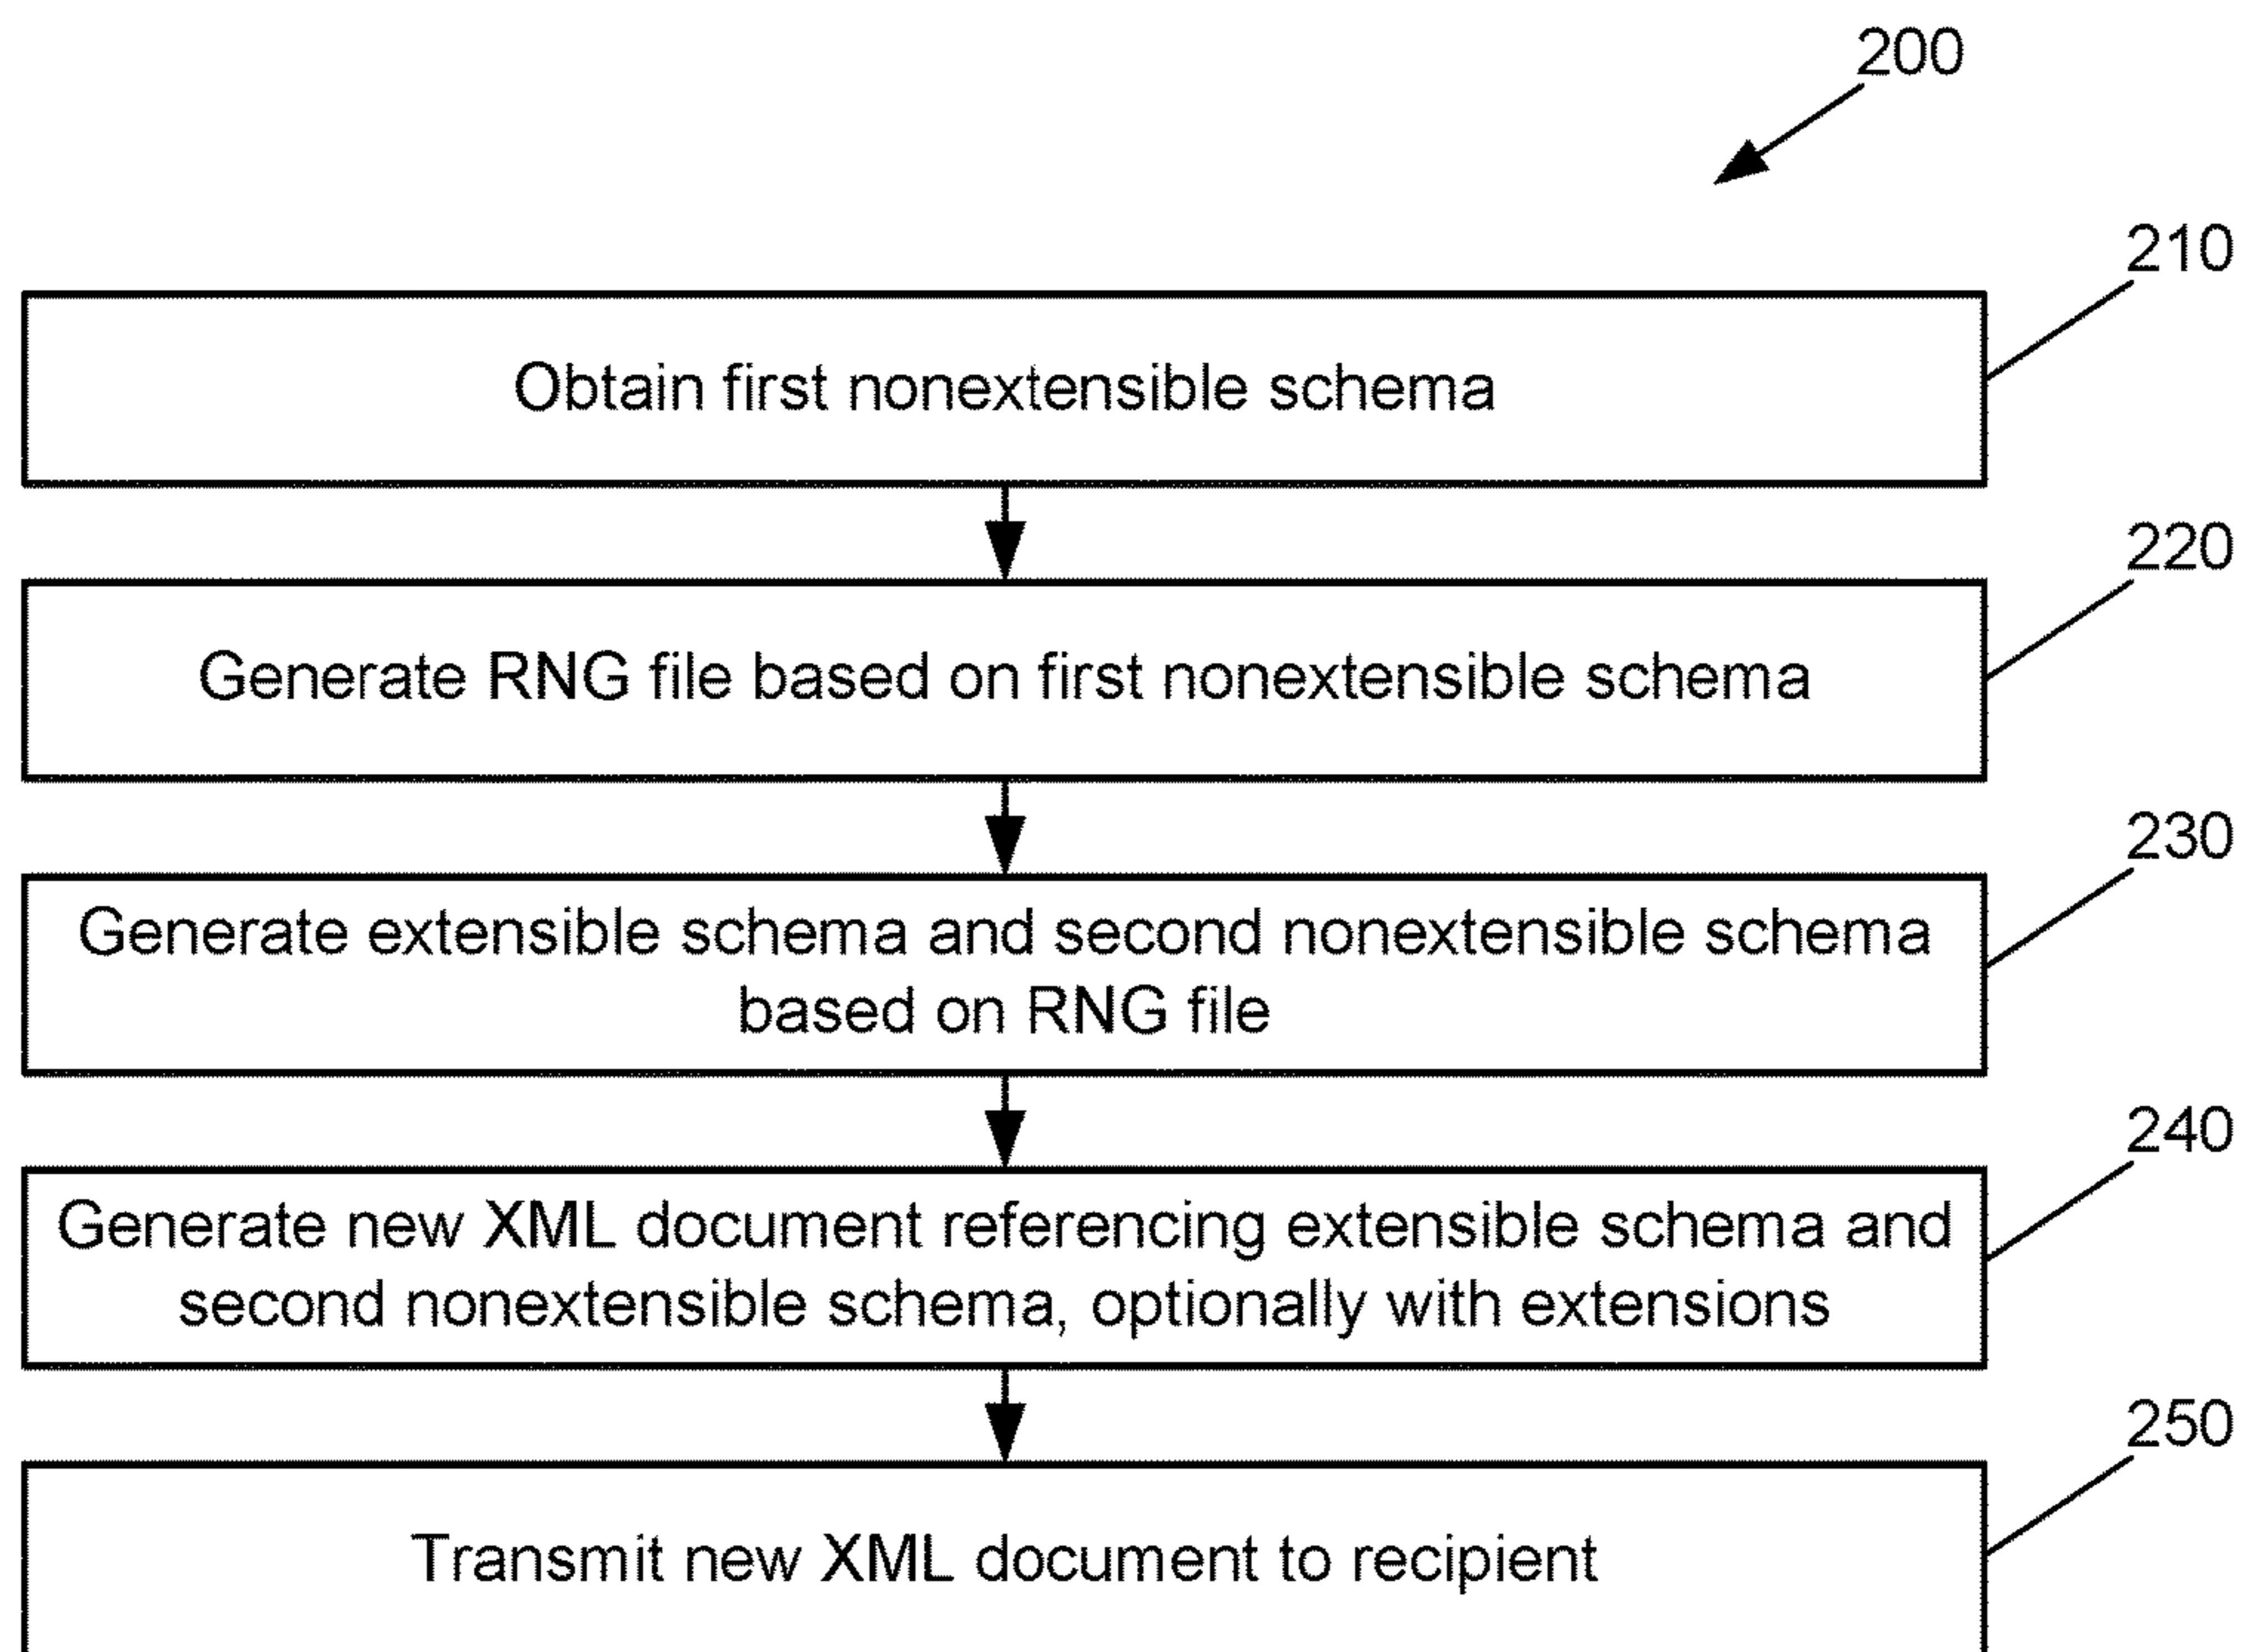 200
210
Obtain first nonextensible schema
220
Generate RNG file based on first nonextensible schema
230
Generate extensible schema and second nonextensible schema
based on RNG file
240
Generate new XML document referencing extensible schema and
second nonextensible schema, optionally with extensions
250
Transmit new XML document to recipient